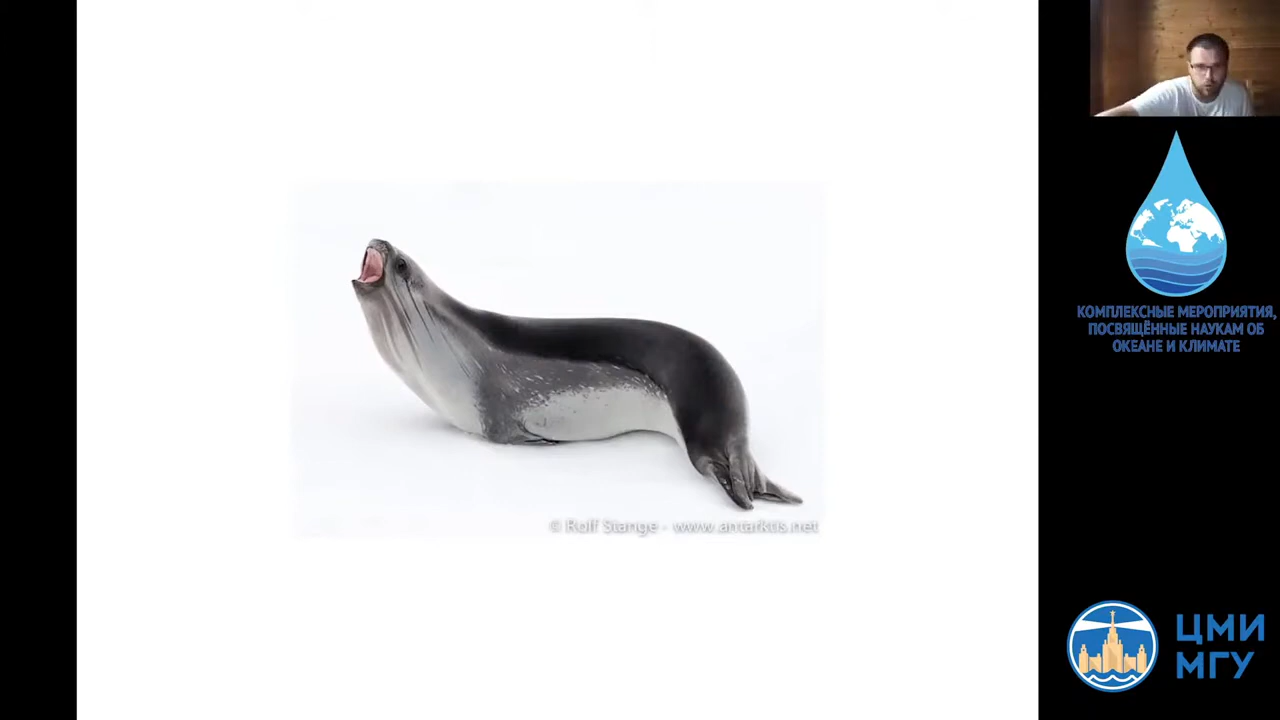 © Rolf Stange - www.antarktis.net
КОМПЛЕКСНЫЕ МЕРОПРИЯТИЯ,
ПОСВЯЩЁННЫЕ НАУКАМ ОБ
ОКЕАНЕ И КЛИМАТЕ
ЦМИ
МГУ